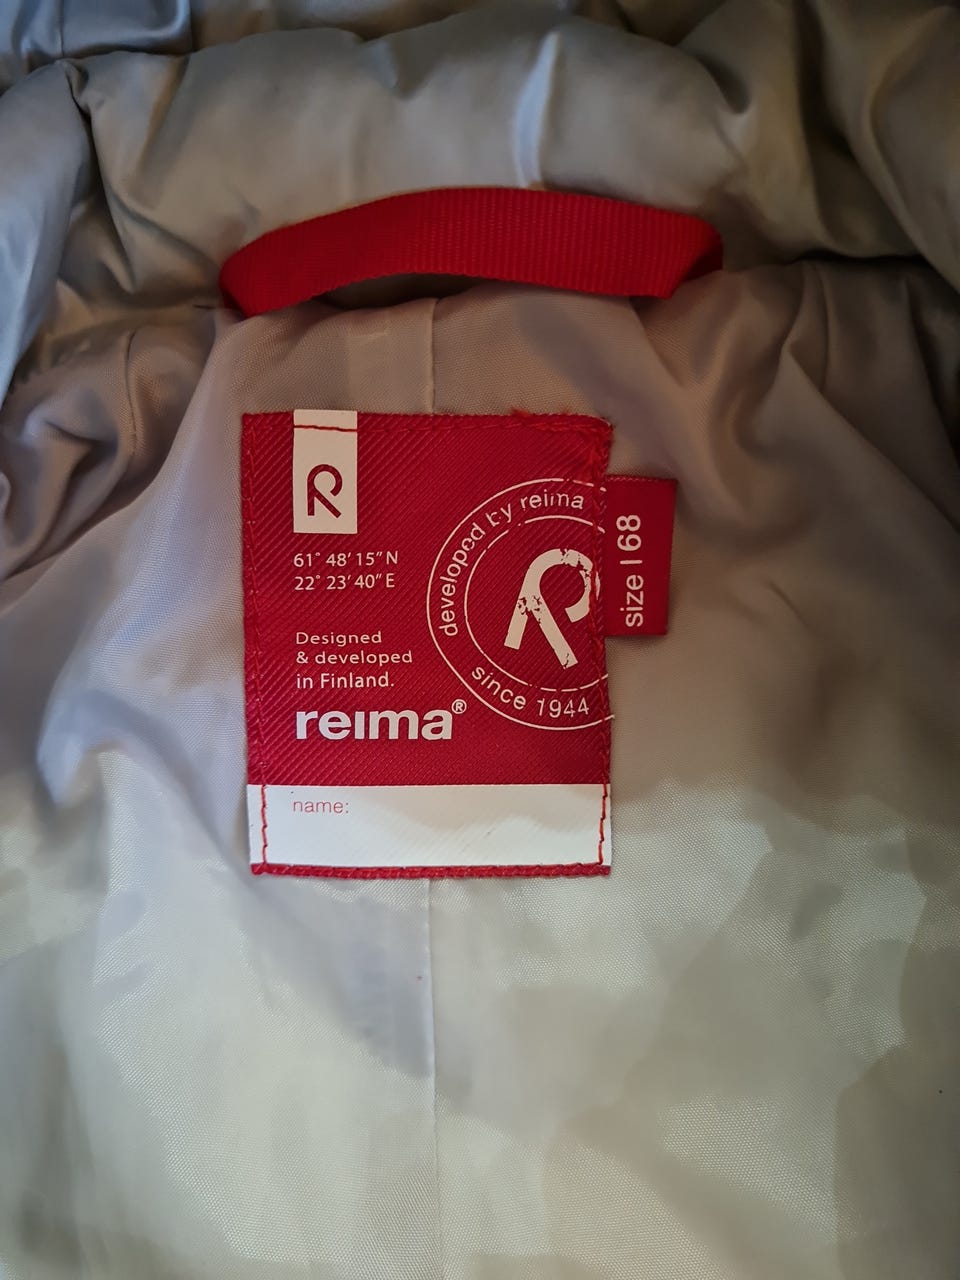 R
61° 48' 15" N
22° 23' 40" E
Designed
& developed
in Finland.
reima®
developed by reima
R
since 1944
size | 68
name: